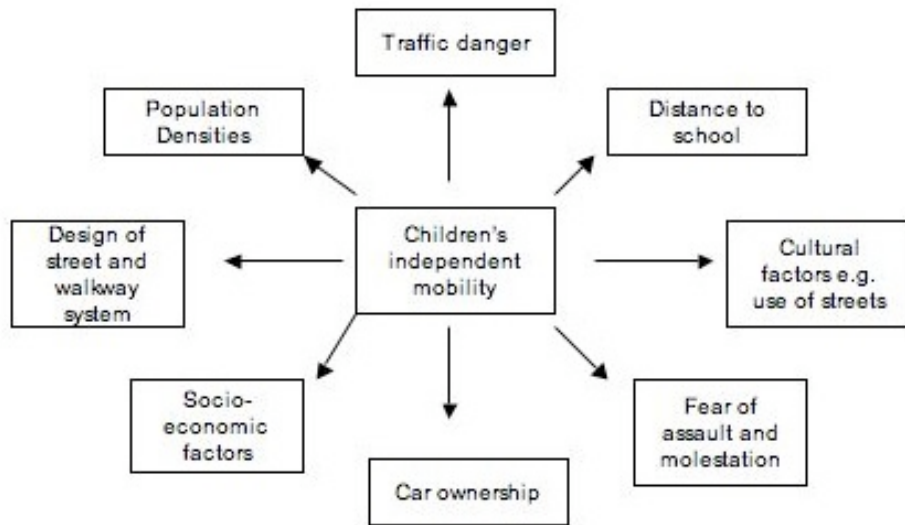 Traffic danger
Population
Densities
Distance to
school
Design of
street and
walkway
system
Children's
independent
mobility
Cultural
factors e.g.
use of streets
Socio-
economic
factors
Car ownership
Fear of
assault and
molestation